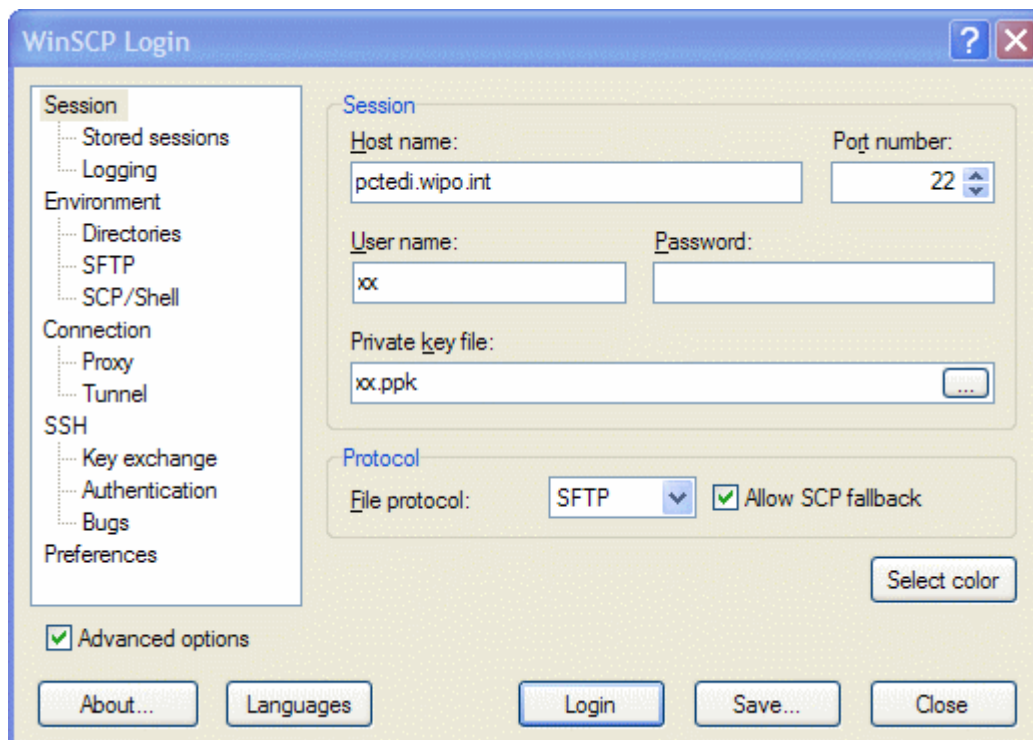 WinSCP Login
Session
Stored sessions
Logging
Environment
Directories
SFTP
SCP/Shell
Connection
Proxy
Tunnel
SSH
Key exchange
Authentication
Bugs
Preferences
Advanced options
Session
Host name: Port number:
pctedi.wipo.int 22
User name: Password:
xx
Private key file:
xx.ppk ...
Protocol
File protocol: SFTP Allow SCP fallback
Select color
About... Languages Login Save... Close